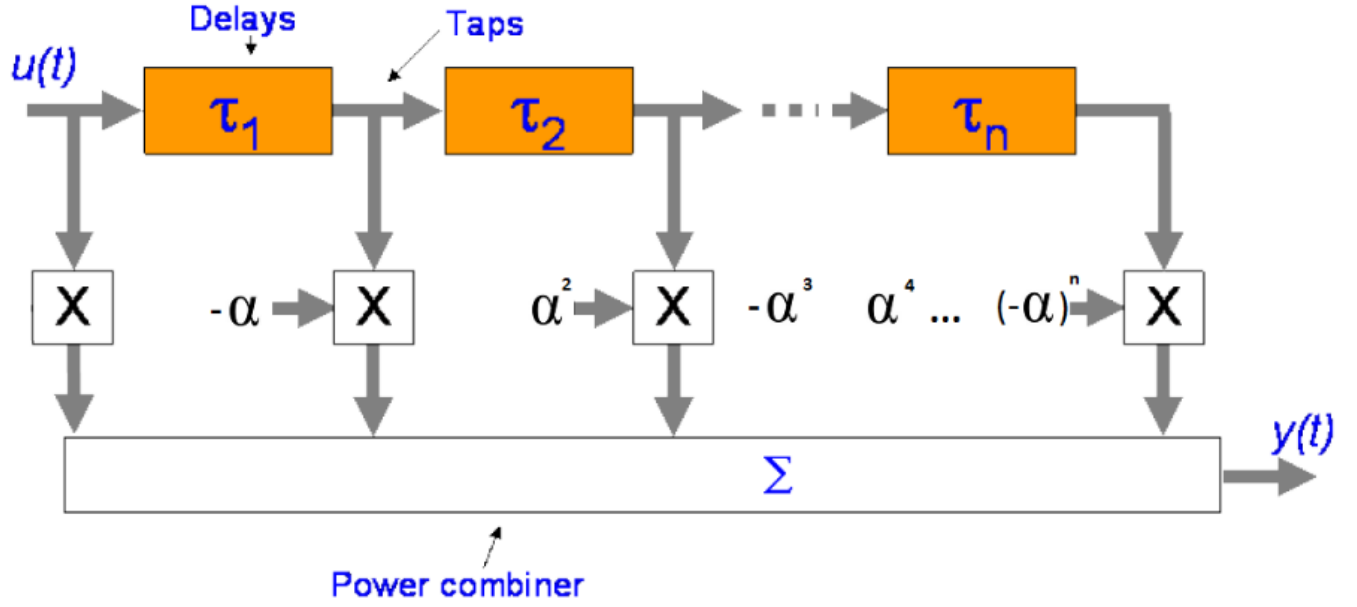 Delays
Taps
u(t)
τ1
τ2
τn
X
-α
X
α²
X
-α³
α⁴ ...
(-α)ⁿ
X
Σ
y(t)
Power combiner